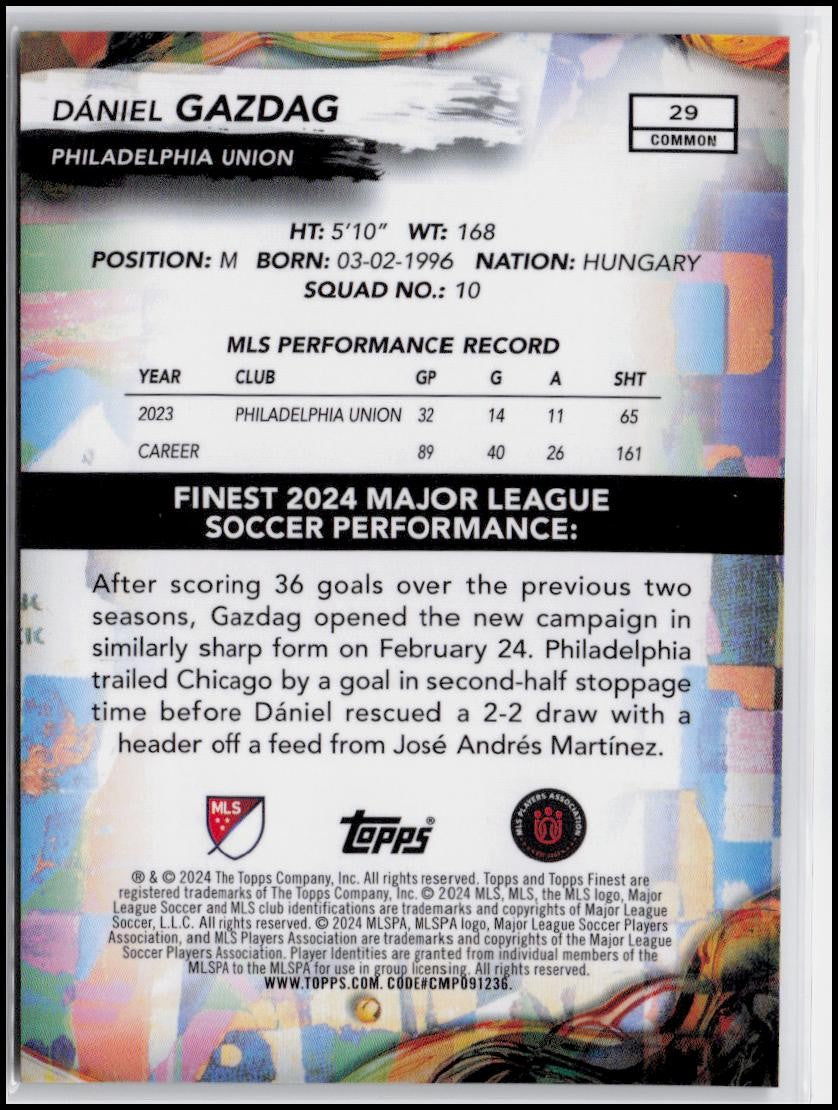 DÁNIEL GAZDAG
PHILADELPHIA UNION
29
COMMON
HT: 5'10" WT: 168
POSITION: M BORN: 03-02-1996 NATION: HUNGARY
SQUAD NO.: 10
MLS PERFORMANCE RECORD
YEAR CLUB GP G A SHT
2023 PHILADELPHIA UNION 32 14 11 65
CAREER 89 40 26 161
FINEST 2024 MAJOR LEAGUE
SOCCER PERFORMANCE:
After scoring 36 goals over the previous two
seasons, Gazdag opened the new campaign in
similarly sharp form on February 24. Philadelphia
trailed Chicago by a goal in second-half stoppage
time before Dániel rescued a 2-2 draw with a
header off a feed from José Andrés Martínez.
MLS
Topps®
MLS PLAYERS ASSOCIATION
® & © 2024 The Topps Company, Inc. All rights reserved. Topps and Topps Finest are
registered trademarks of The Topps Company, Inc. © 2024 MLS, MLS, the MLS logo, Major
League Soccer and MLS club identifications are trademarks and copyrights of Major League
Soccer, L.L.C. All rights reserved. © 2024 MLSPA, MLSPA logo, Major League Soccer Players
Association, and MLS Players Association are trademarks and copyrights of the Major League
Soccer Players Association. Player Identities are granted from individual members of the
MLSPA to the MLSPA for use in group licensing. All rights reserved.
WWW.TOPPS.COM. CODE#CMP091236.